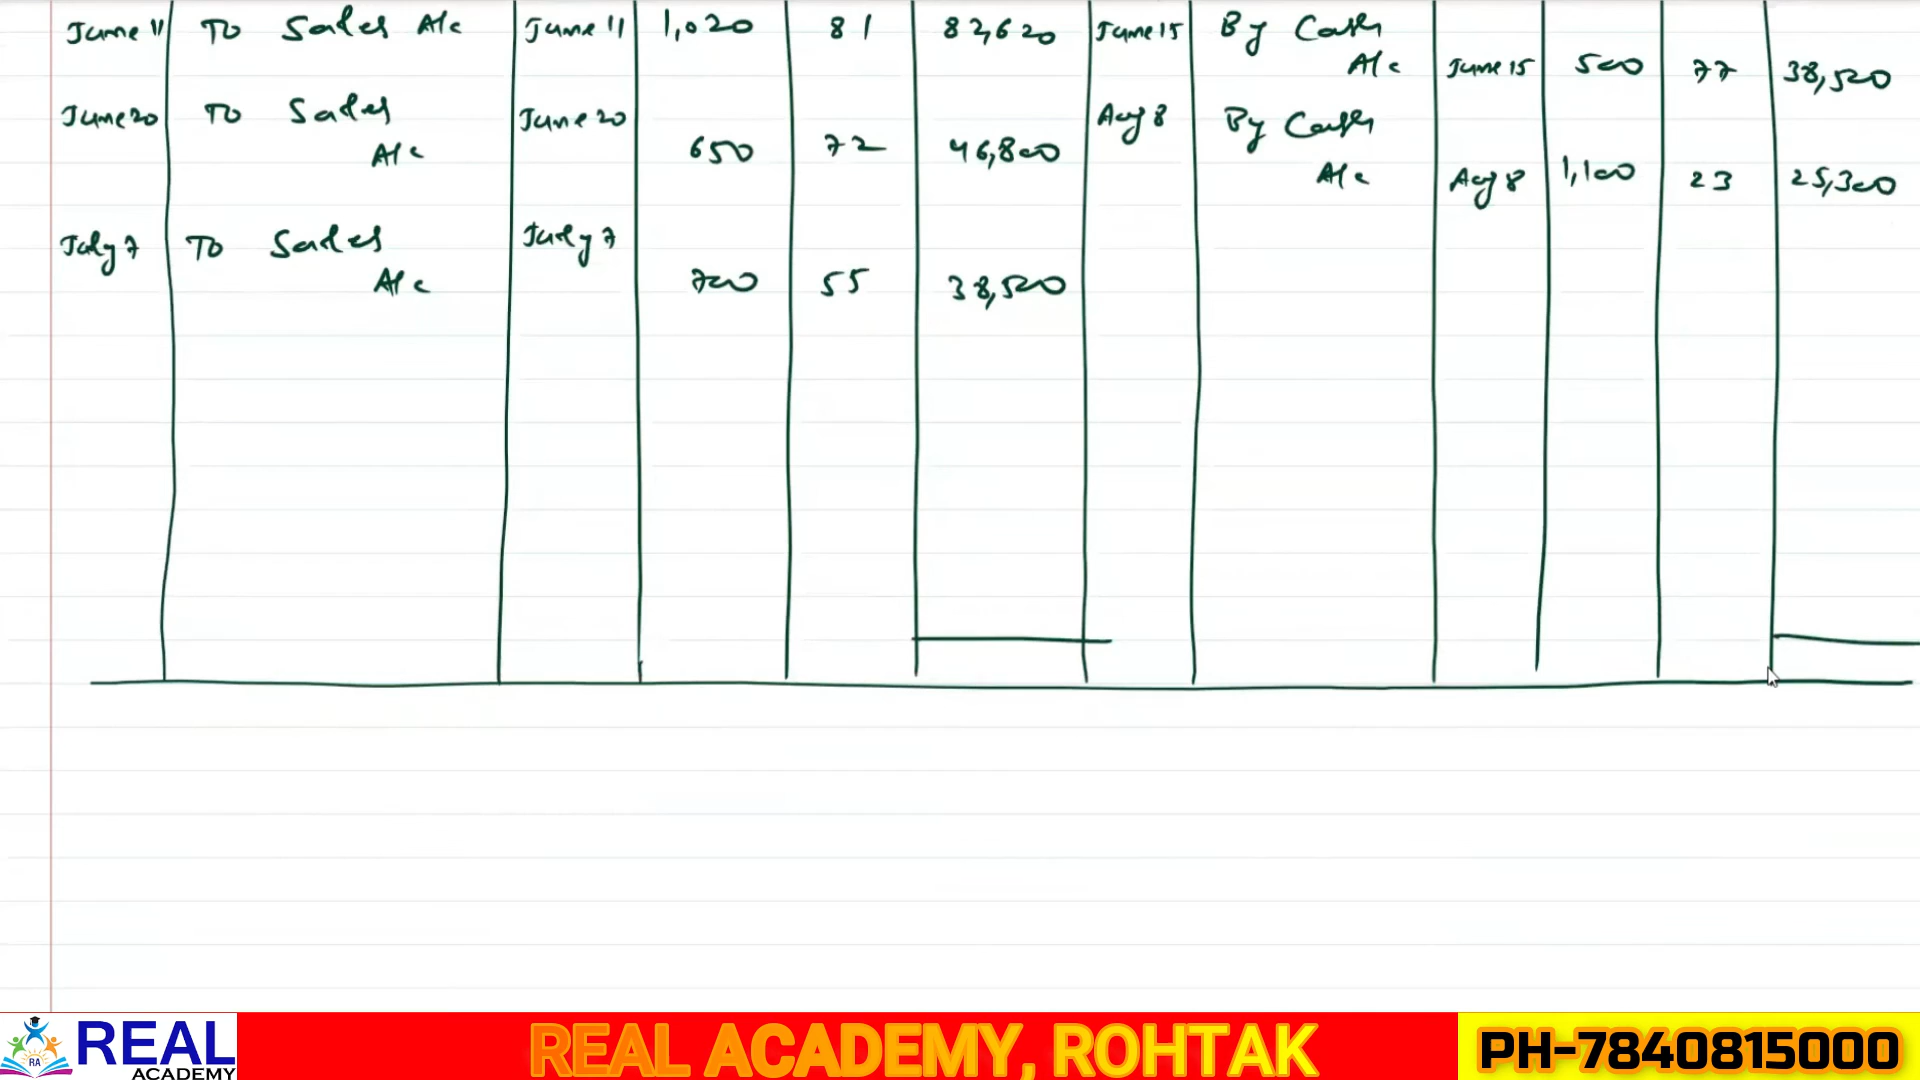 June 11 To Sales A/c June 11 1,020 81 82,620 June 15 By Cash
A/c June 15 500 77 38,500
June 20 To Sales June 20 Aug 8 By Cash
A/c 650 72 46,800 A/c Aug 8 1,100 23 25,300
July 7 To Sales July 7
A/c 700 55 38,500
RA
REAL
ACADEMY
REAL ACADEMY, ROHTAK
PH-7840815000